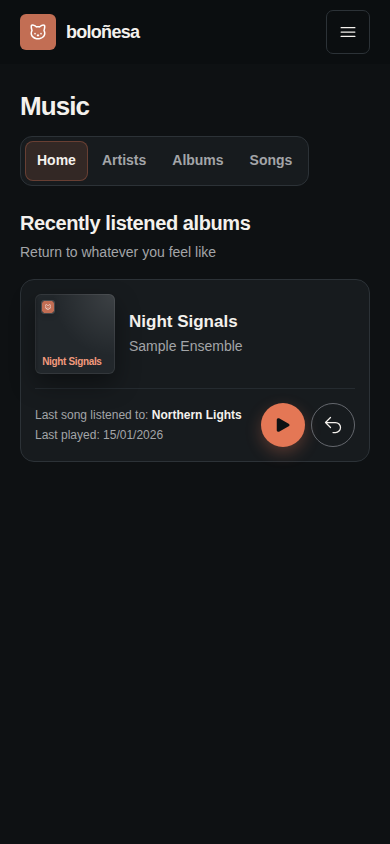 boloñesa
Music
Home Artists Albums Songs
Recently listened albums
Return to whatever you feel like
Night Signals
Night Signals
Sample Ensemble
Last song listened to: Northern Lights
Last played: 15/01/2026